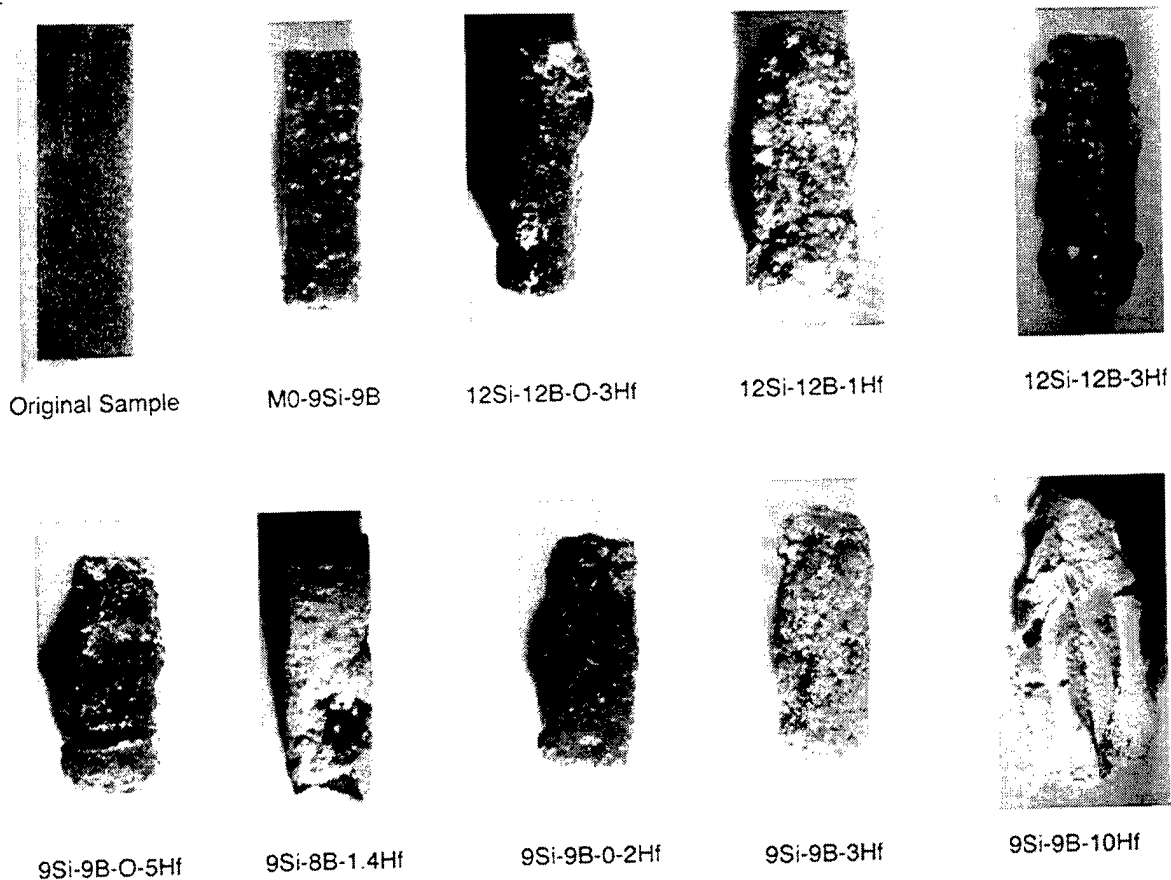 Original Sample
M0-9Si-9B
12Si-12B-O-3Hf
12Si-12B-1Hf
12Si-12B-3Hf
9Si-9B-O-5Hf
9Si-8B-1.4Hf
9Si-9B-0-2Hf
9Si-9B-3Hf
9Si-9B-10Hf